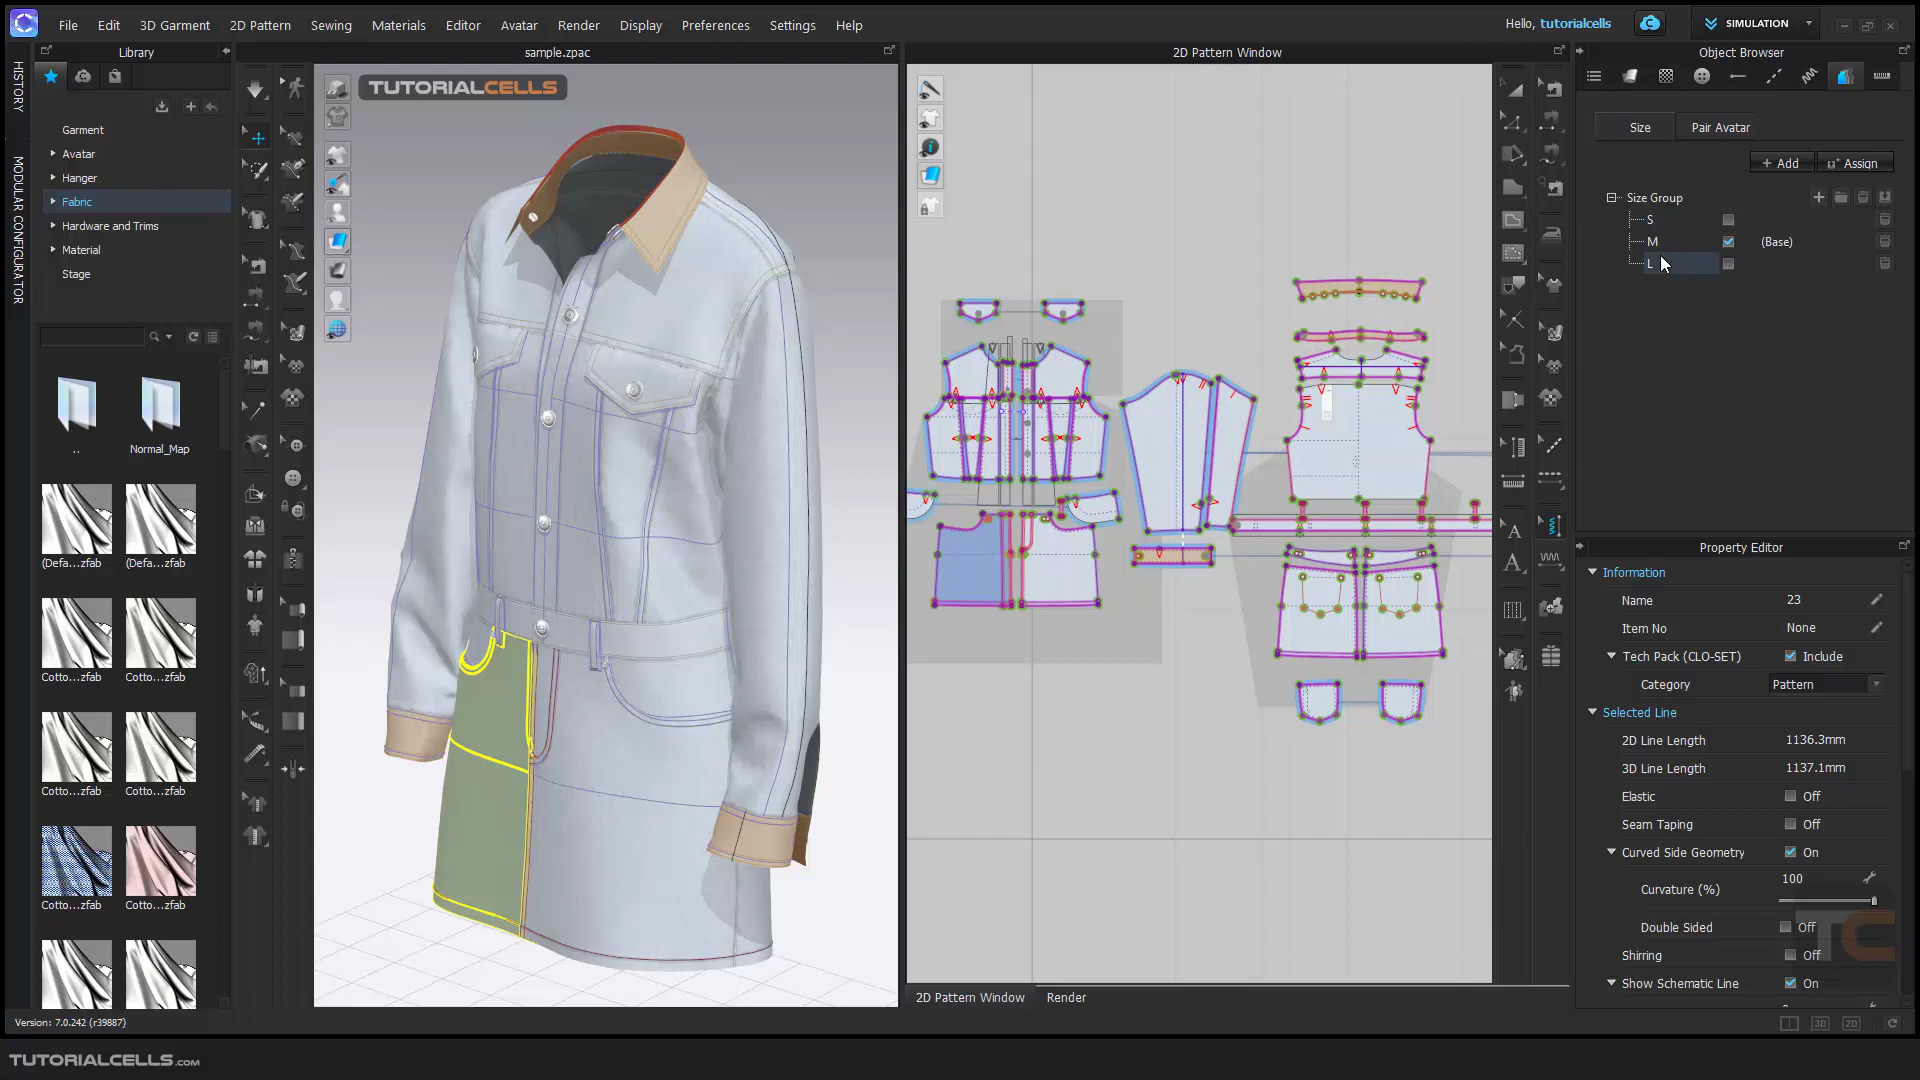 File Edit 3D Garment 2D Pattern Sewing Materials Editor Avatar Render Display Preferences Settings Help
Hello, tutorialcells
SIMULATION
Library
sample.zpac
2D Pattern Window
Object Browser
HISTORY
MODULAR CONFIGURATOR
TUTORIALCELLS
Garment
Avatar
Hanger
Fabric
Hardware and Trims
Material
Stage
Size Pair Avatar
+ Add Assign
Size Group
S
M (Base)
L
..
Normal_Map
(Defa...zfab (Defa...zfab
Cotto...zfab Cotto...zfab
Cotto...zfab Cotto...zfab
Cotto...zfab Cotto...zfab
Property Editor
Information
Name 23
Item No None
Tech Pack (CLO-SET) Include
Category Pattern
Selected Line
2D Line Length 1136.3mm
3D Line Length 1137.1mm
Elastic Off
Seam Taping Off
Curved Side Geometry On
Curvature (%) 100
Double Sided Off
Shirring Off
Show Schematic Line On
2D Pattern Window Render
Version: 7.0.242 (r39887)
3D 2D
TUTORIALCELLS.com